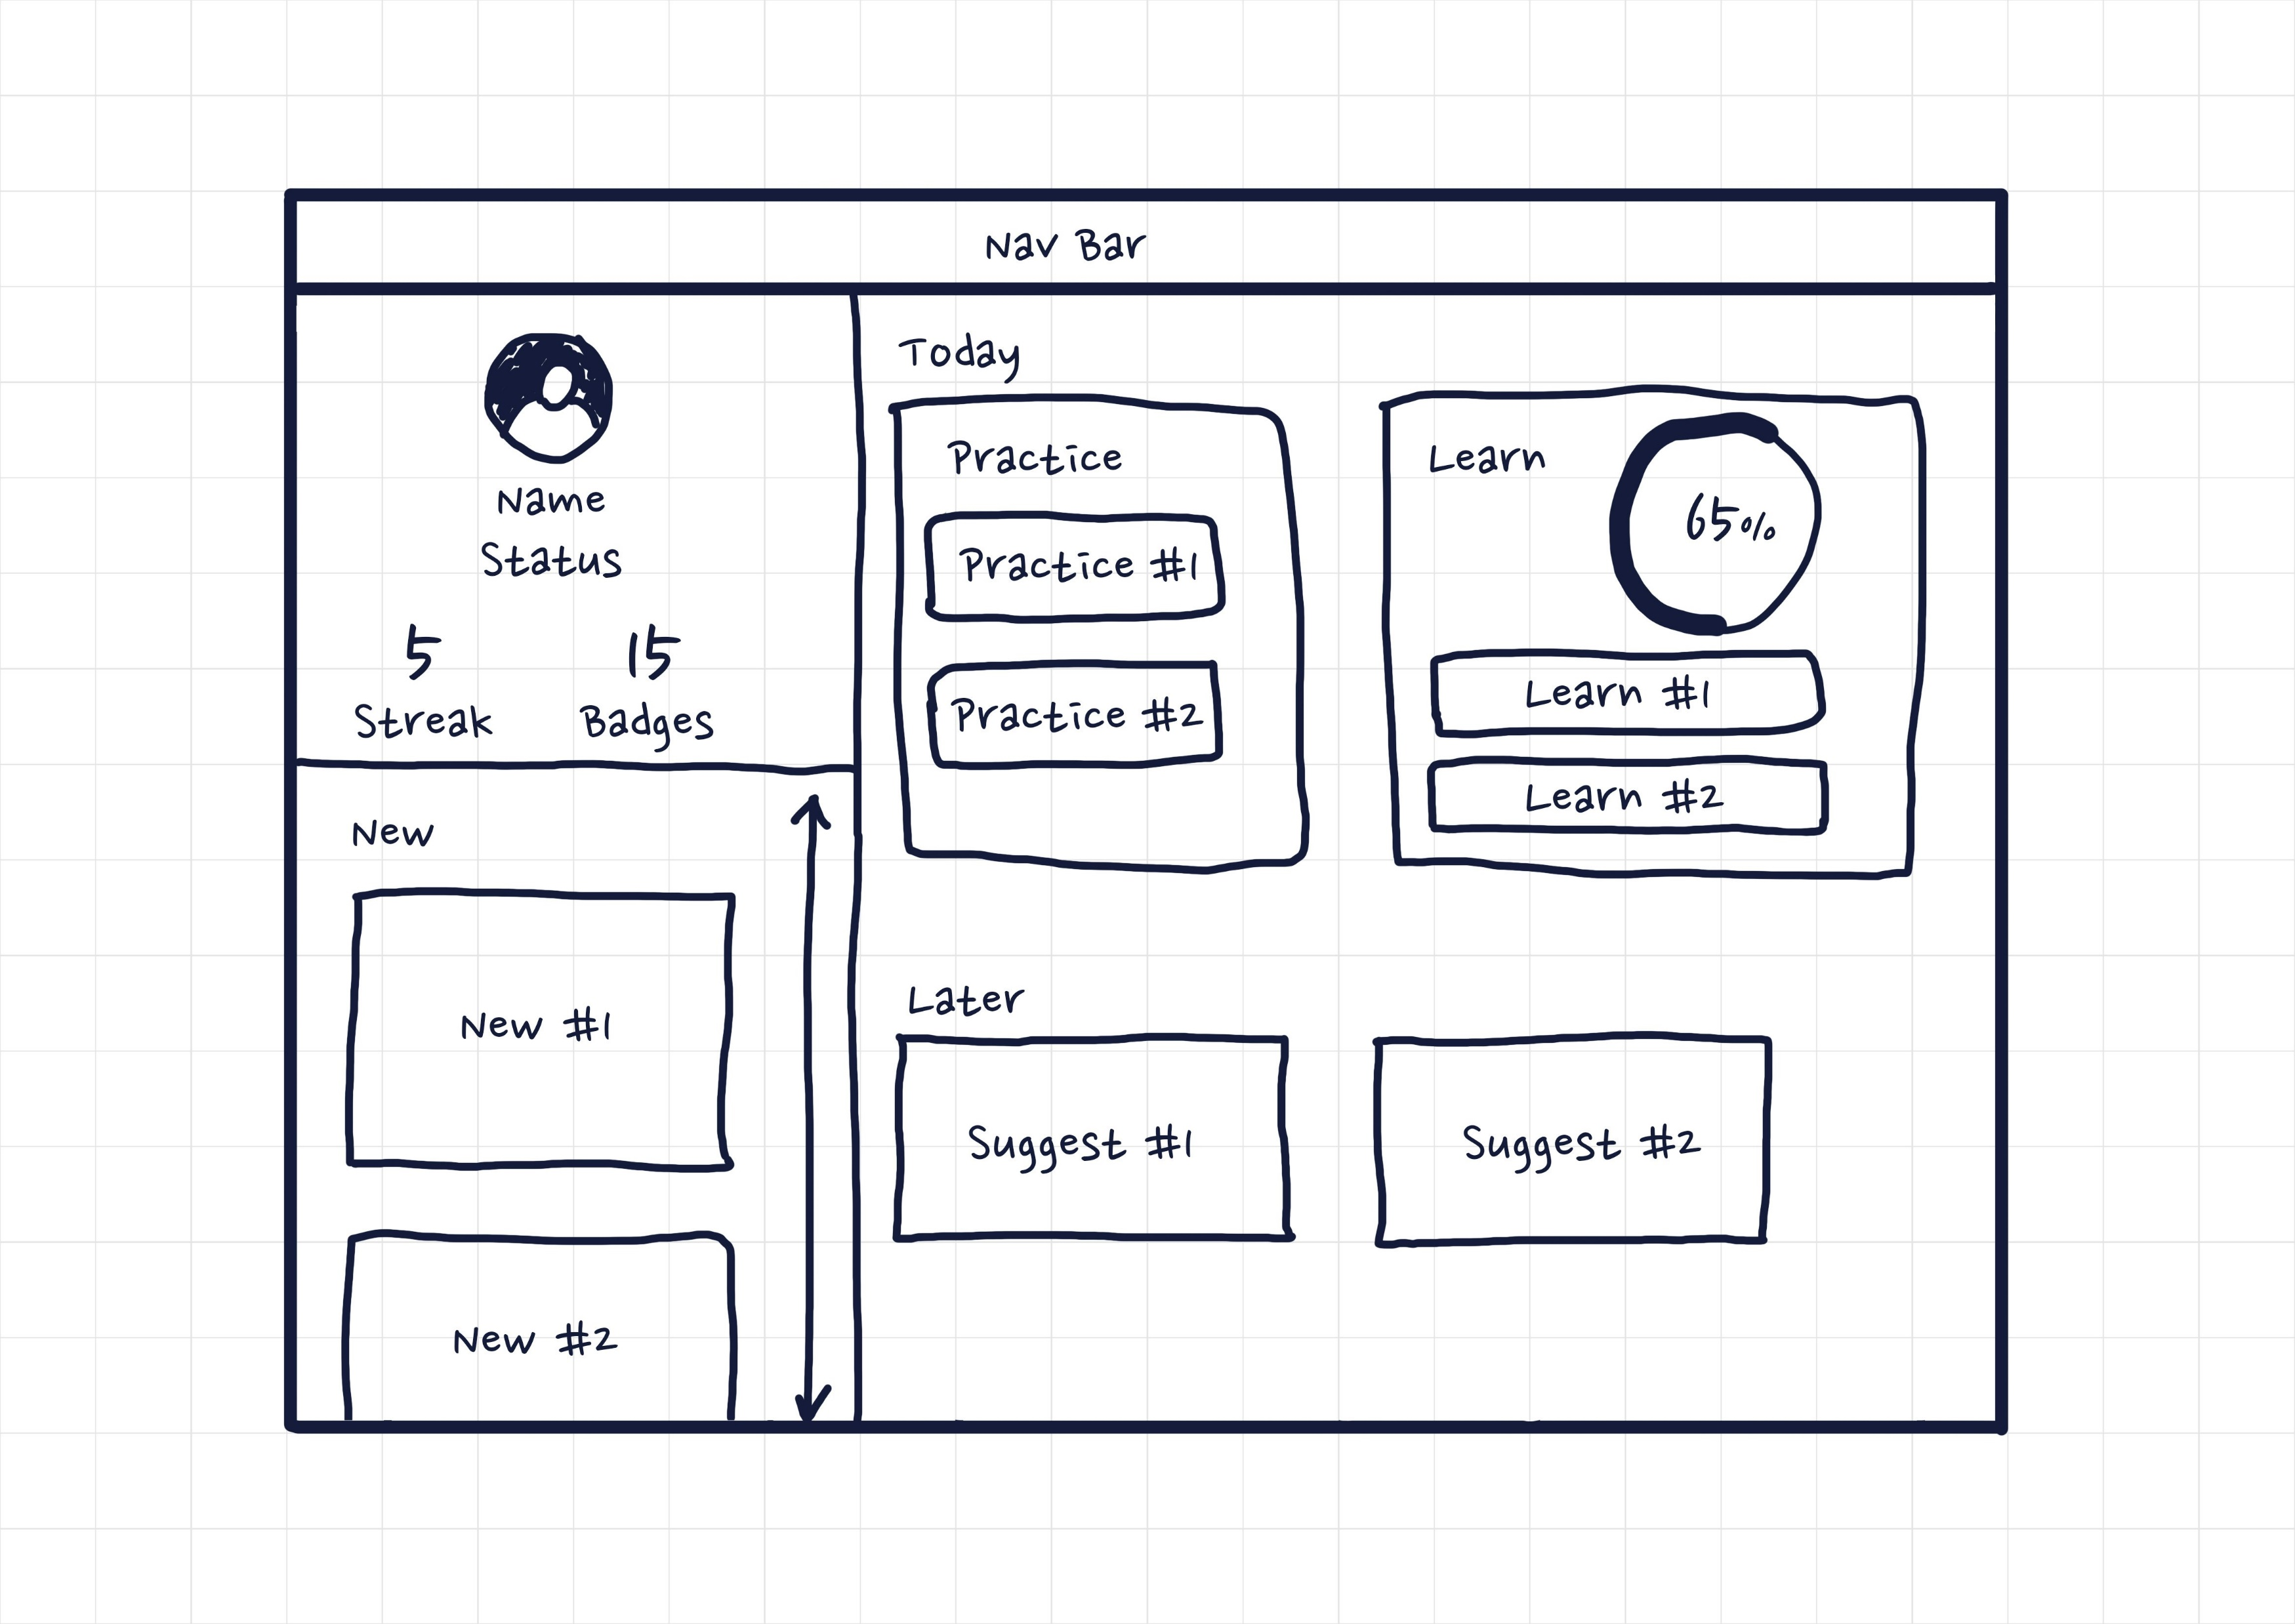 Nav Bar
Name
Status
5
Streak
15
Badges
New
New #1
New #2
Today
Practice
Practice #1
Practice #2
Learn
65%
Learn #1
Learn #2
Later
Suggest #1
Suggest #2